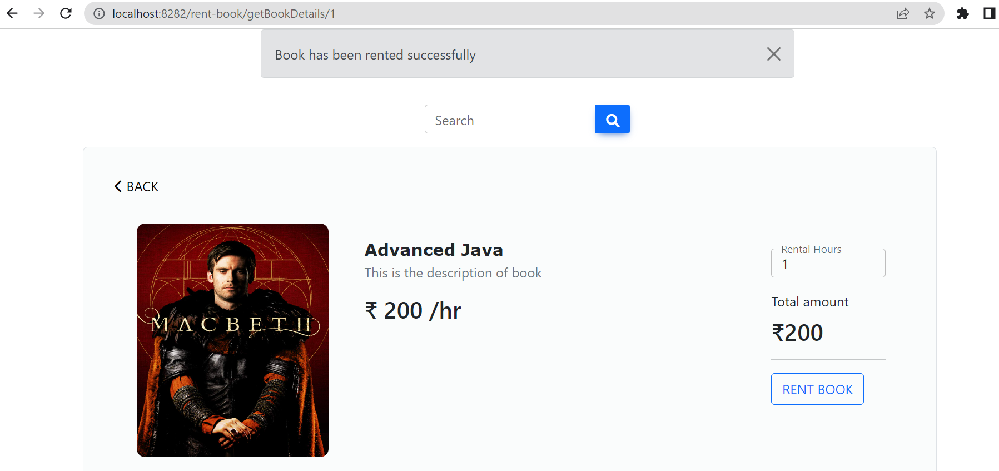 localhost:8282/rent-book/getBookDetails/1
Book has been rented successfully
Search
BACK
MACBETH
Advanced Java
This is the description of book
₹ 200 /hr
Rental Hours
1
Total amount
₹200
RENT BOOK